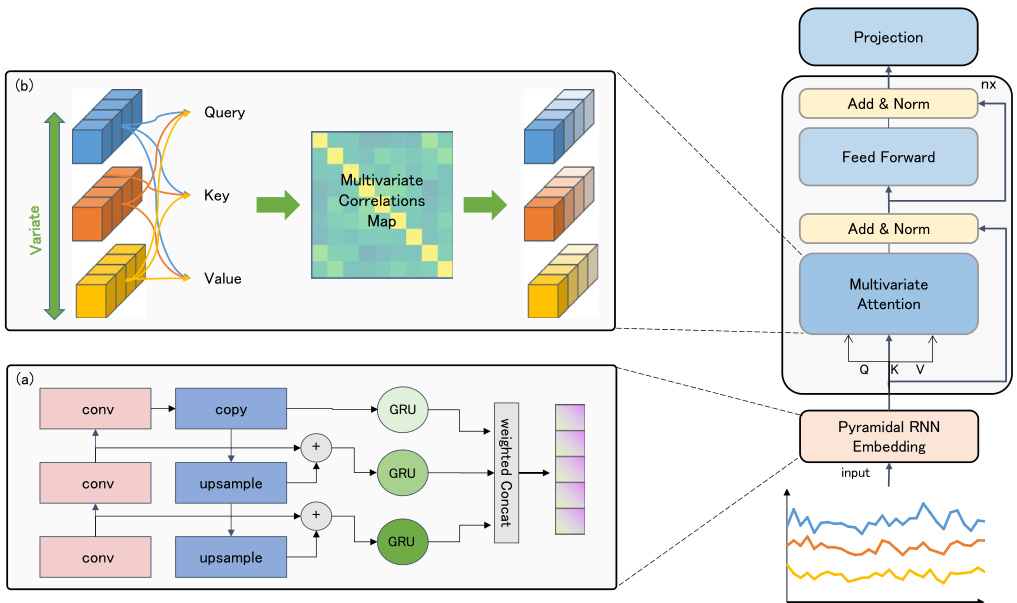 (b)
Variate
Query
Key
Value
Multivariate
Correlations
Map
(a)
conv
copy
GRU
+
conv
upsample
GRU
+
conv
upsample
GRU
weighted Concat
Projection
nx
Add & Norm
Feed Forward
Add & Norm
Multivariate
Attention
Q K V
Pyramidal RNN
Embedding
input